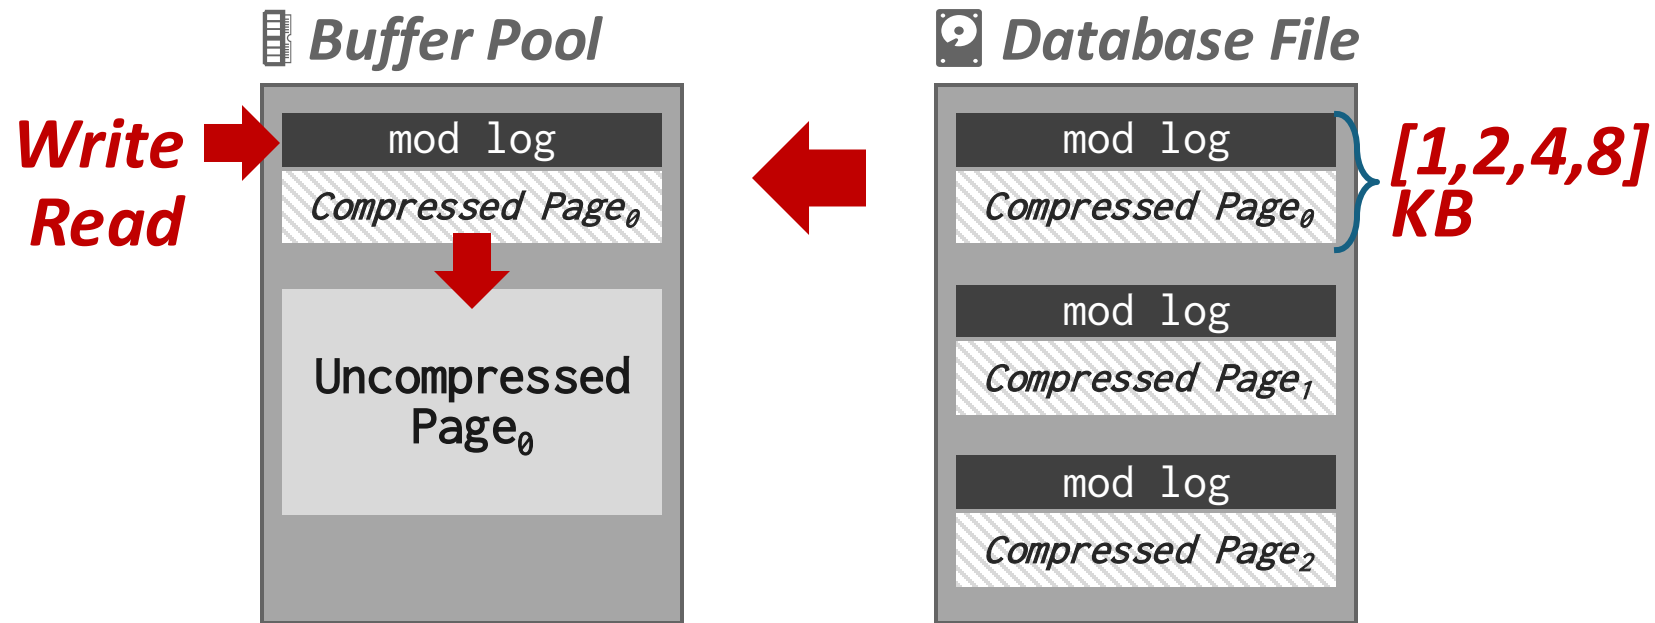 Buffer Pool
Database File
Write
Read
mod log
Compressed Page0
Uncompressed
Page0
mod log
Compressed Page0
[1,2,4,8]
KB
mod log
Compressed Page1
mod log
Compressed Page2